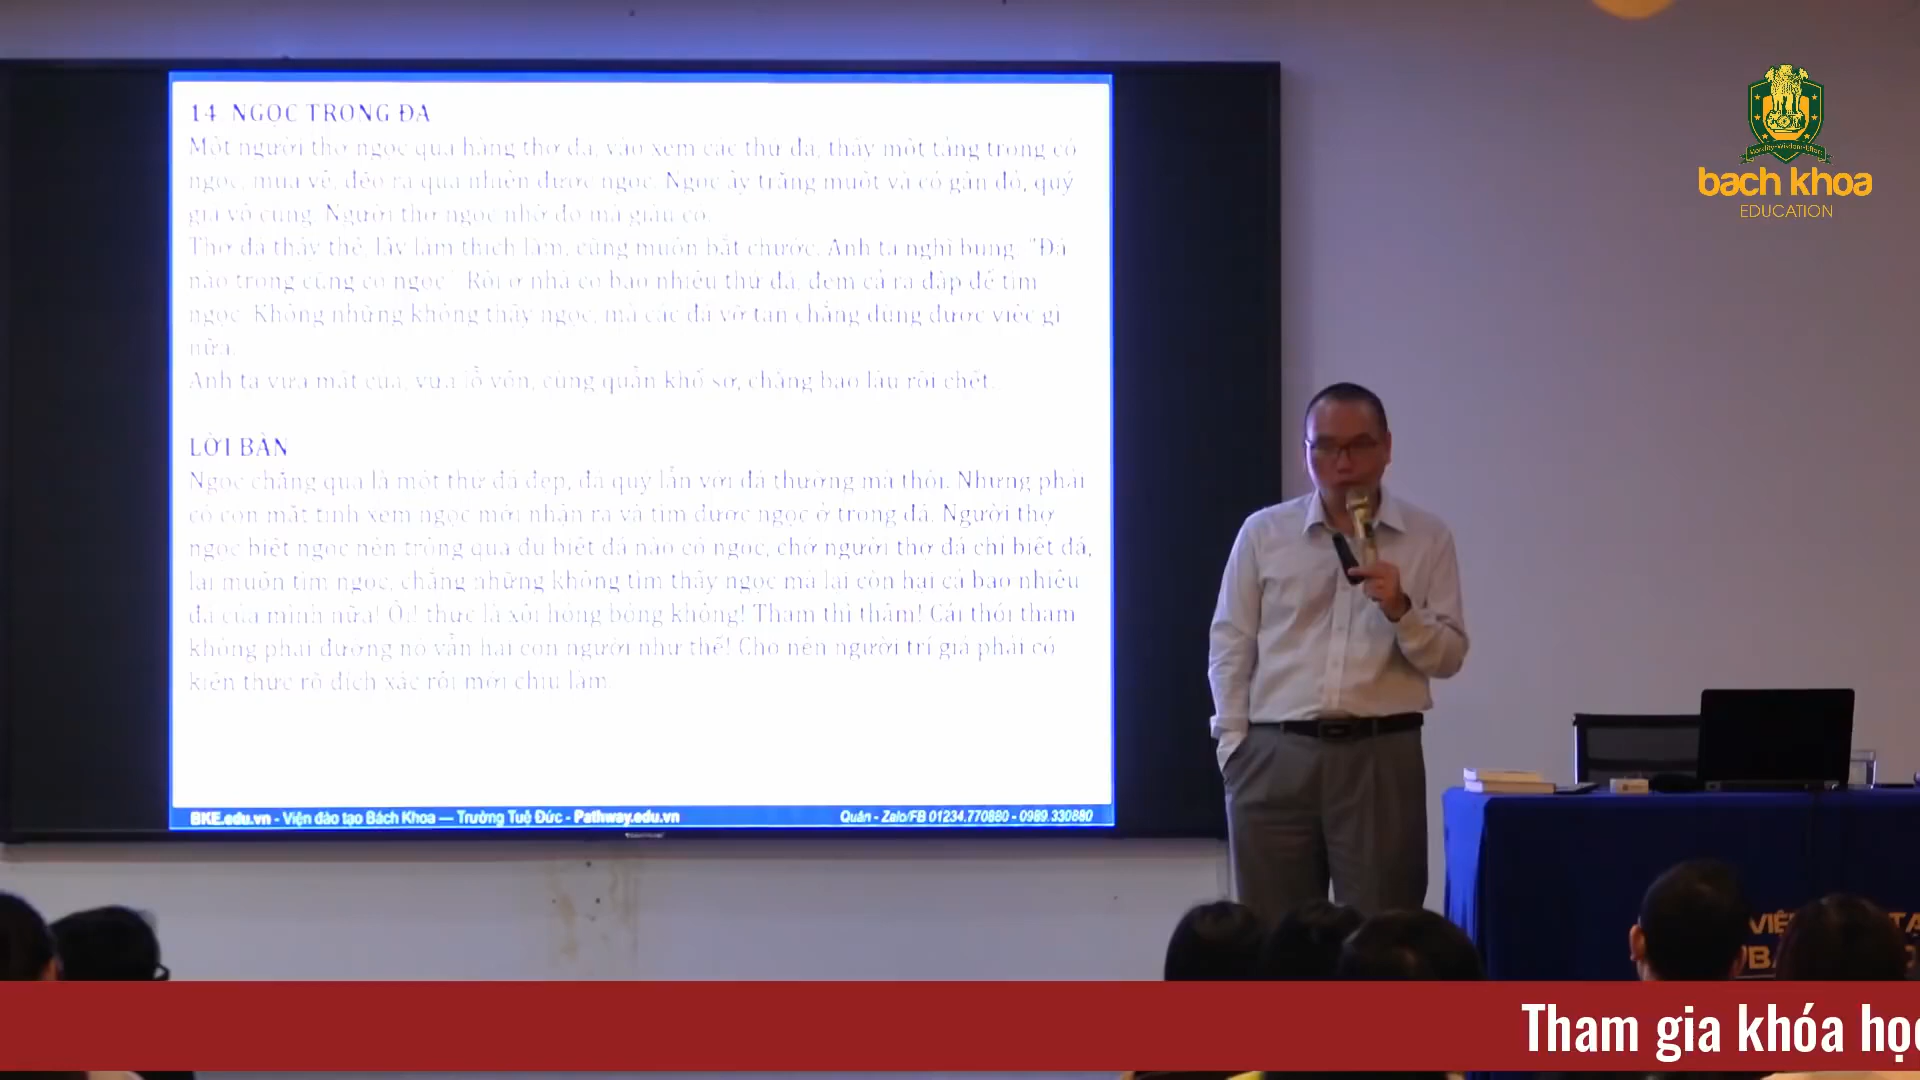 14 NGỌC TRONG ĐÁ
Một người thợ ngọc qua hàng thợ đá, vào xem các thứ đá, thấy một tảng trong có
ngọc, mua về, đẽo ra quả nhiên được ngọc. Ngọc ấy trắng muốt và có gân đỏ, quý
giá vô cùng. Người thợ ngọc nhờ đó mà giàu có.
Thợ đá thấy thế, lấy làm thích lắm, cũng muốn bắt chước. Anh ta nghĩ bụng: "Đá
nào trong cũng có ngọc". Rồi ở nhà có bao nhiêu thứ đá, đem cả ra đập để tìm
ngọc. Không những không thấy ngọc, mà các đá vỡ tan chẳng dùng được việc gì
nữa.
Anh ta vừa mất của, vừa lỗ vốn, cùng quẫn khổ sở, chẳng bao lâu rồi chết.
LỜI BÀN
Ngọc chẳng qua là một thứ đá đẹp, đá quý lẫn với đá thường mà thôi. Nhưng phải
có con mắt tinh xem ngọc mới nhận ra và tìm được ngọc ở trong đá. Người thợ
ngọc biết ngọc nên trông qua đủ biết đá nào có ngọc, chớ người thợ đá chỉ biết đá,
lại muốn tìm ngọc, chẳng những không tìm thấy ngọc mà lại còn hại cả bao nhiêu
đá của mình nữa! Ôi! thực là xôi hỏng bỏng không! Tham thì thâm! Cái thói tham
không phải đường nó vẫn hại con người như thế! Cho nên người trí giả phải có
kiến thức rõ đích xác rồi mới chịu làm.
BKE.edu.vn - Viện đào tạo Bách Khoa — Trường Tuệ Đức - Pathway.edu.vn
Quân - Zalo/FB 01234.770880 - 0989.330880
bach khoa
EDUCATION
VIỆ
Tham gia khóa học